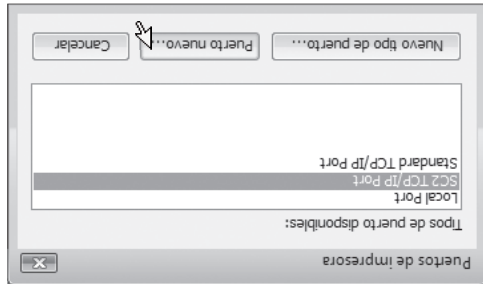 Puertos de impresora
Tipos de puerto disponibles:
Local Port
SC2 TCP/IP Port
Standard TCP/IP Port
Nuevo tipo de puerto...
Puerto nuevo...
Cancelar